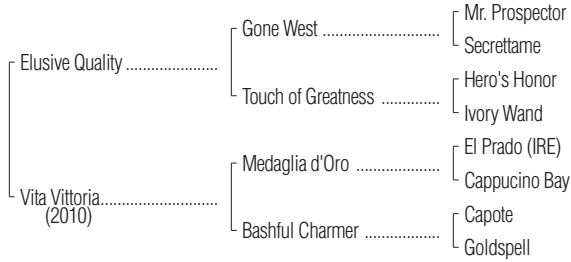 Mr. Prospector
Gone West ........................
Secrettame
Elusive Quality ......................
Hero's Honor
Touch of Greatness ..............
Ivory Wand
El Prado (IRE)
Medaglia d'Oro ....................
Cappucino Bay
Vita Vittoria............................
(2010)
Capote
Bashful Charmer ..................
Goldspell